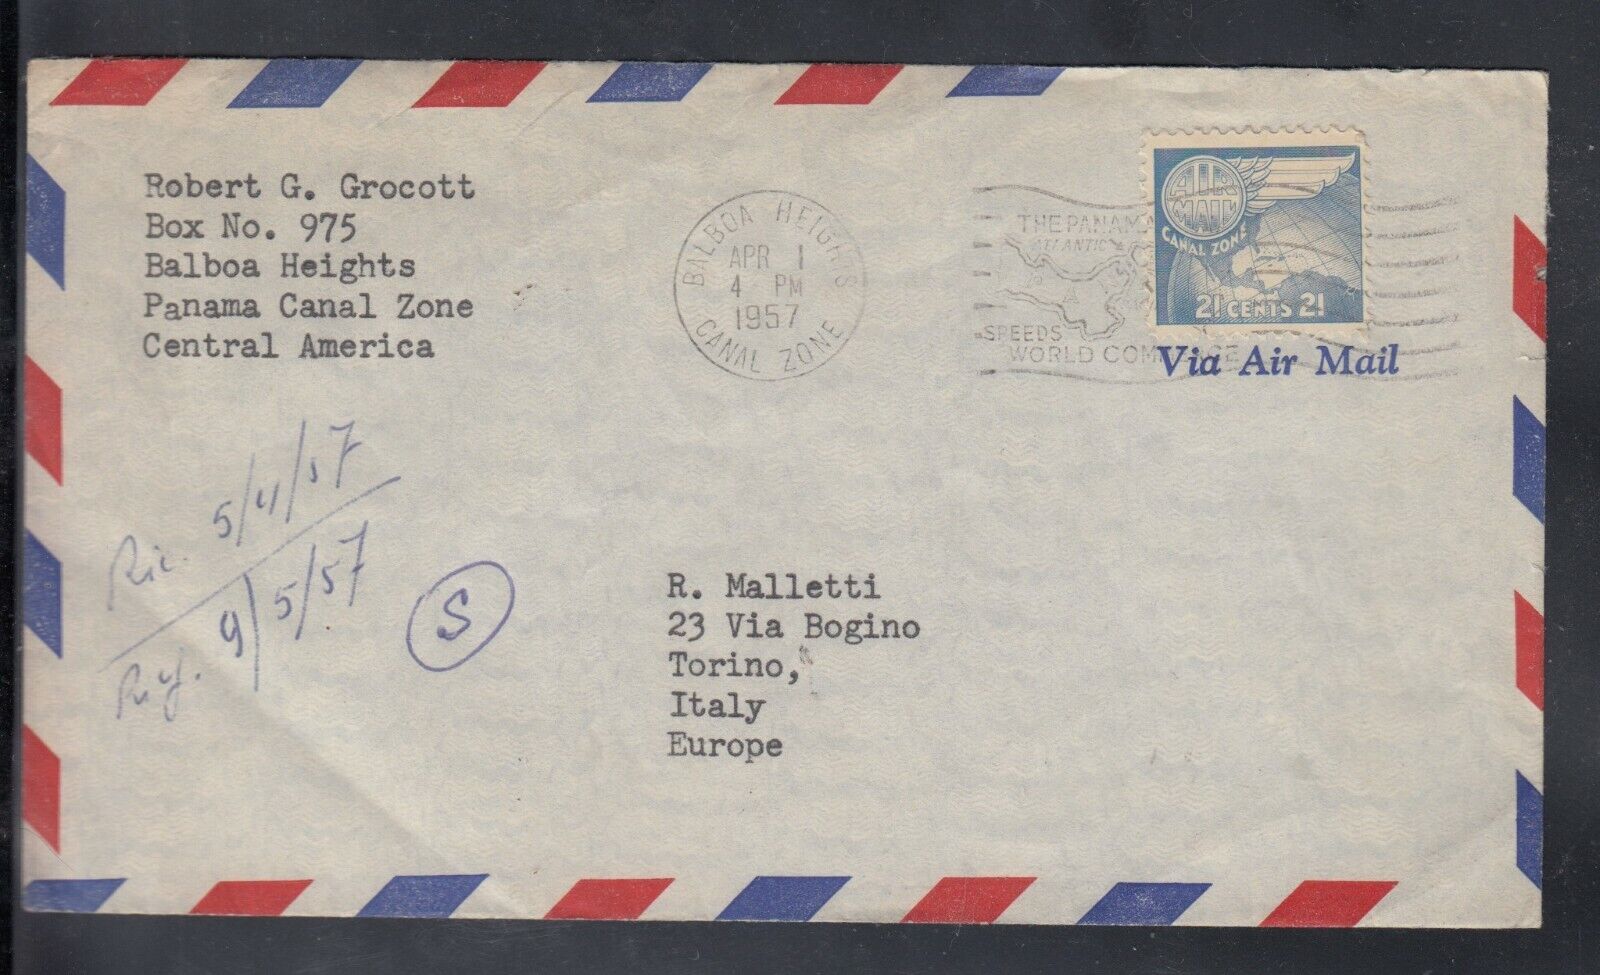 Robert G. Grocott
Box No. 975
Balboa Heights
Panama Canal Zone
Central America
BALBOA HEIGHTS
APR 1
4 PM
1957
CANAL ZONE
THE PANAMA
ATLANTIC
SPEEDS
WORLD COM
AIR
MAIL
CANAL ZONE
21 CENTS 21
Via Air Mail
Ric. 5/4/57
9/5/57
S
R. Malletti
23 Via Bogino
Torino,
Italy
Europe